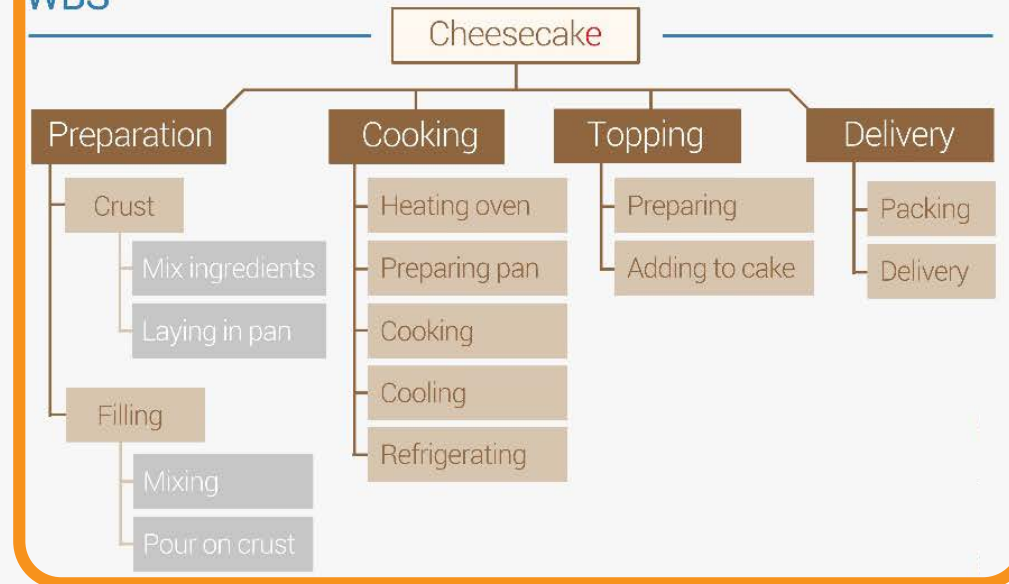 WBS
Cheesecake
Preparation
Crust
Mix ingredients
Laying in pan
Filling
Mixing
Pour on crust
Cooking
Heating oven
Preparing pan
Cooking
Cooling
Refrigerating
Topping
Preparing
Adding to cake
Delivery
Packing
Delivery